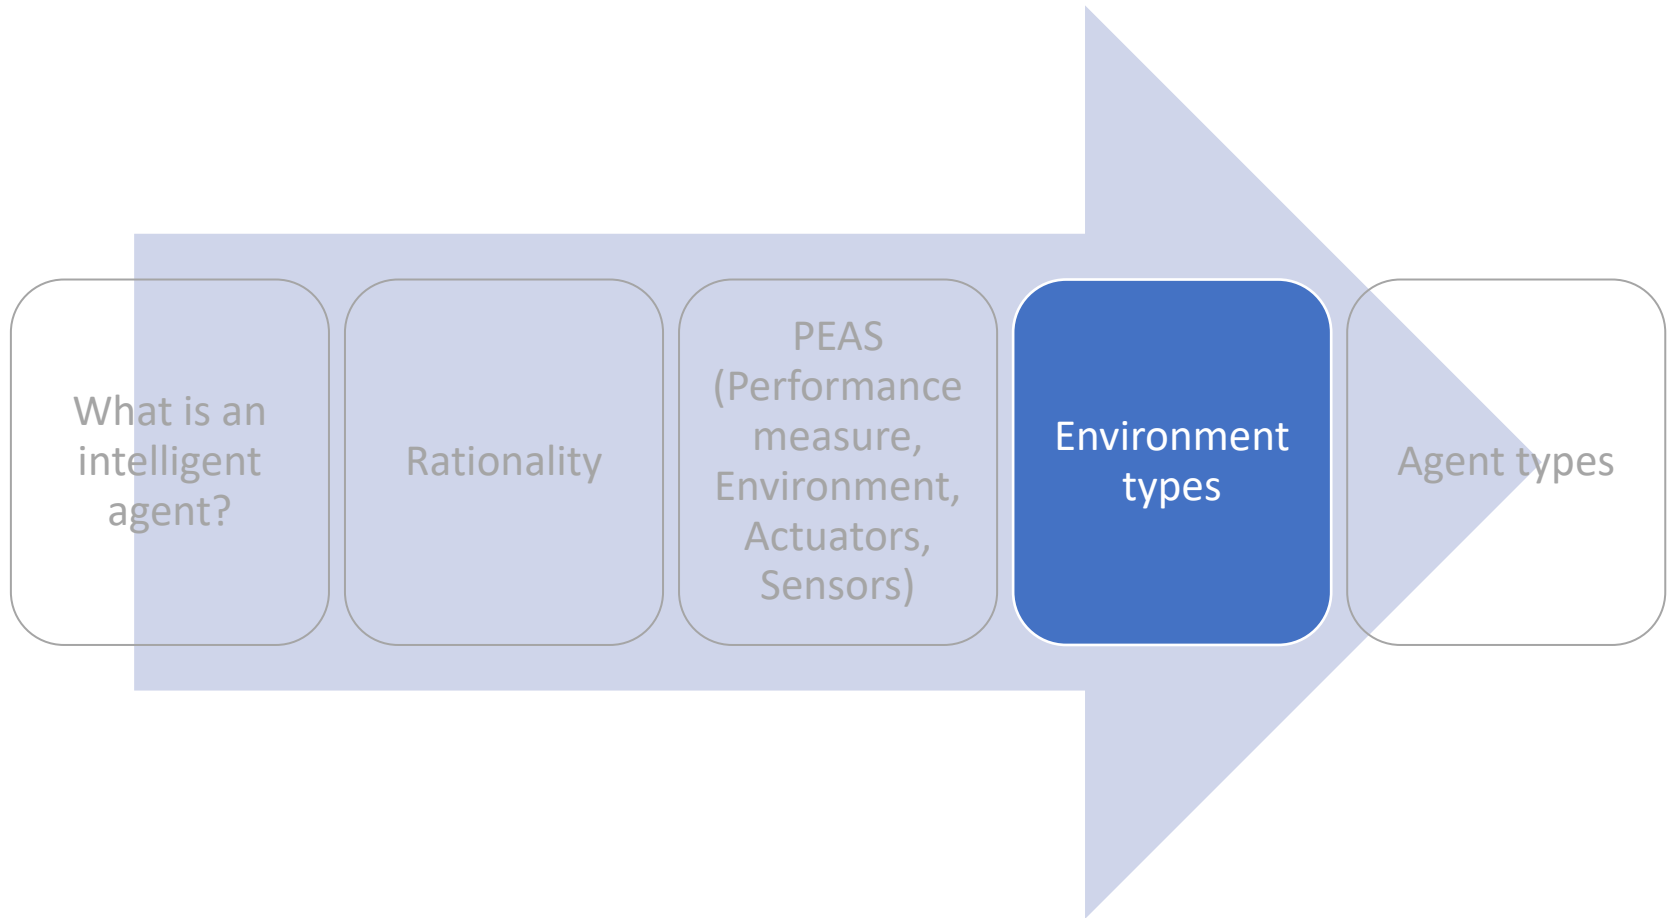 What is an
intelligent
agent?
Rationality
PEAS
(Performance
measure,
Environment,
Actuators,
Sensors)
Environment
types
Agent types